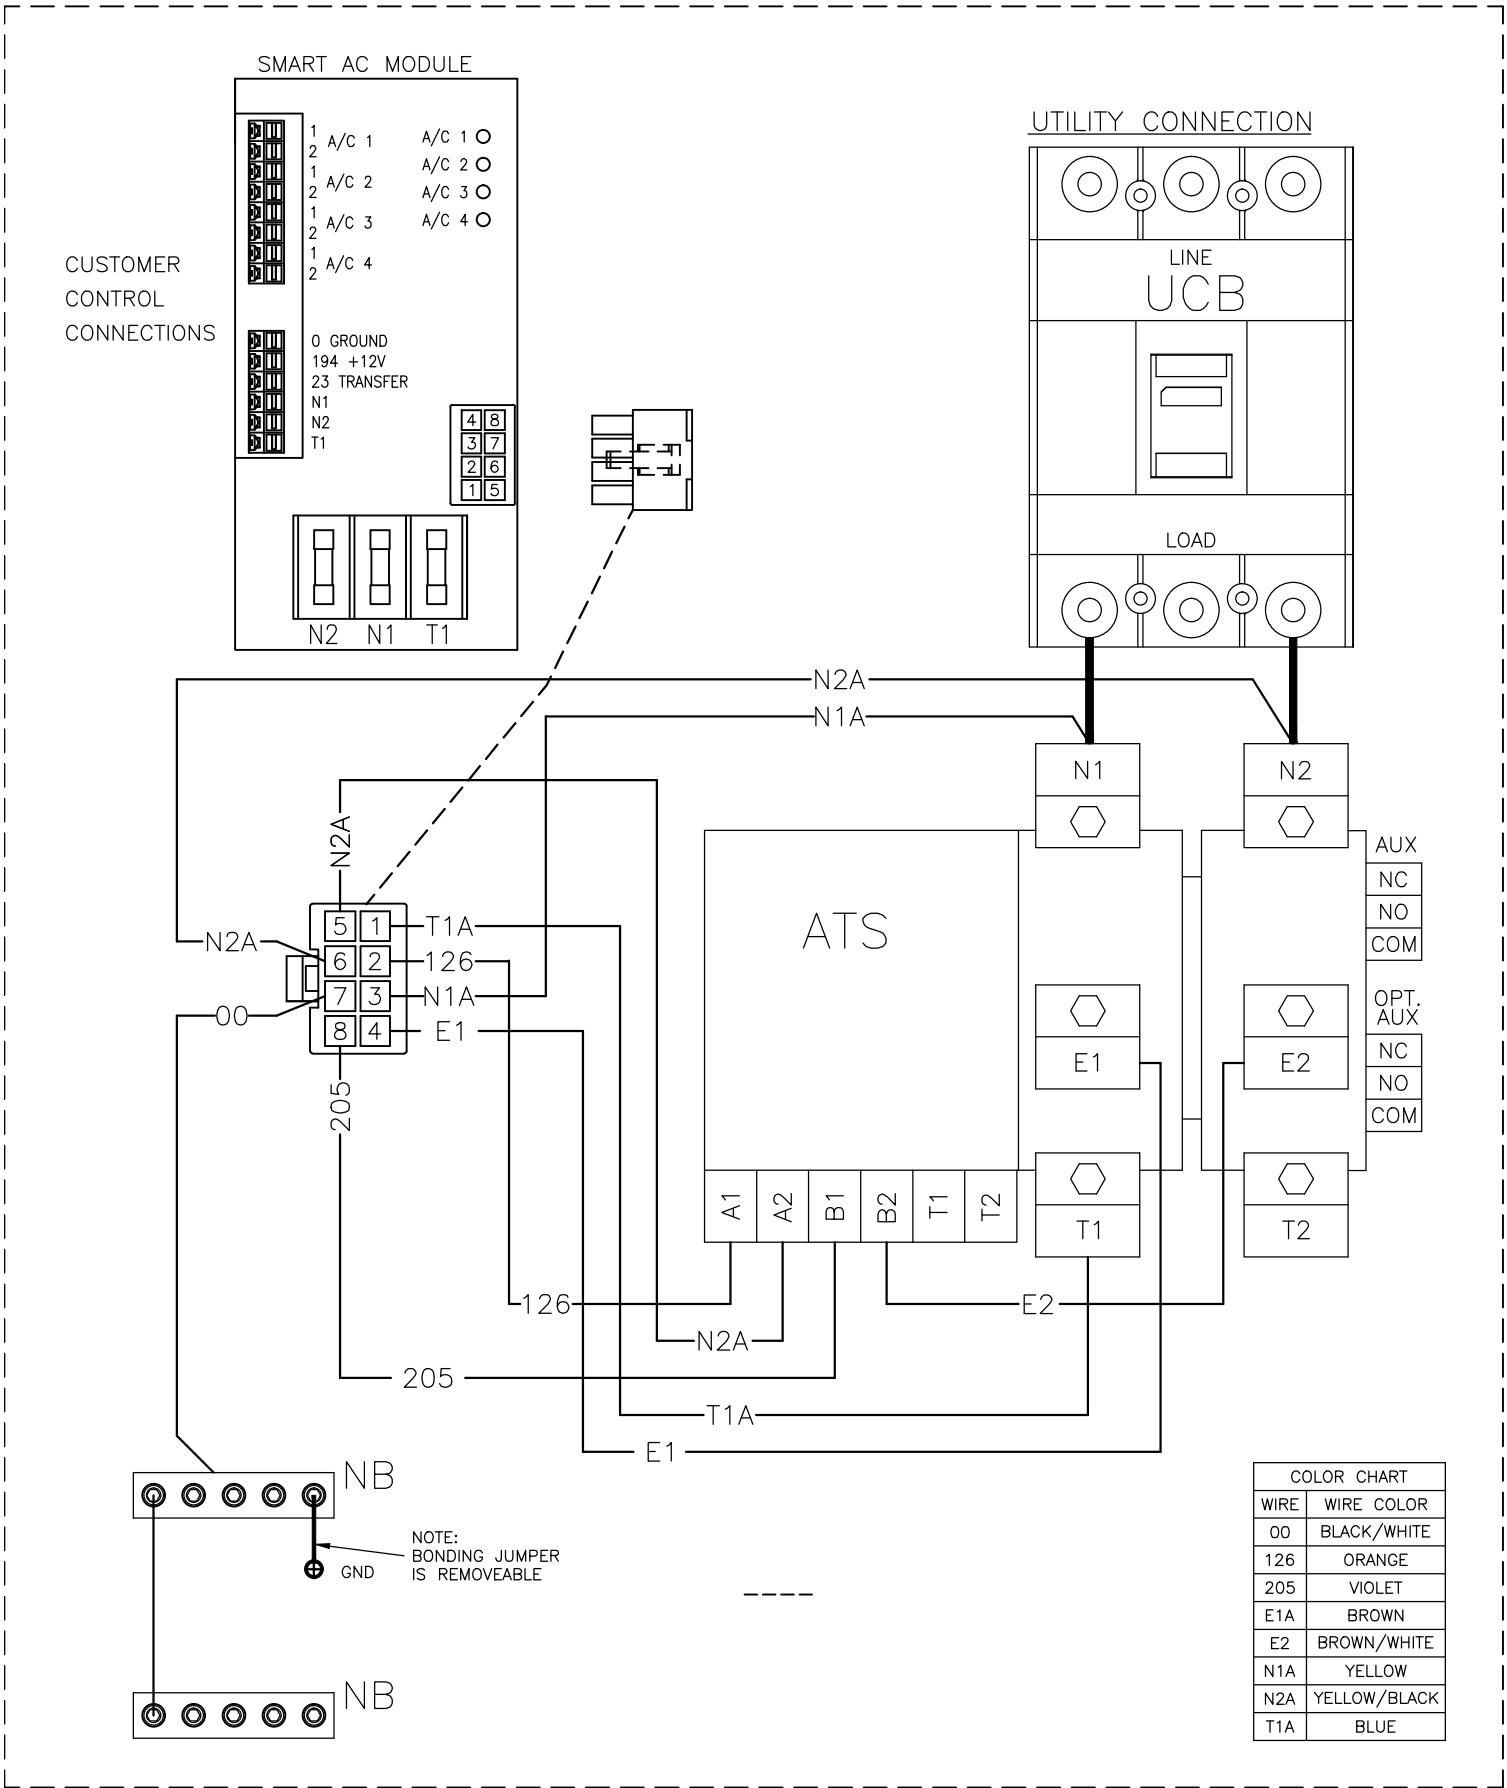 SMART AC MODULE
1
2
A/C 1
1
2
A/C 2
1
2
A/C 3
1
2
A/C 4
A/C 1
A/C 2
A/C 3
A/C 4
CUSTOMER
CONTROL
CONNECTIONS
0 GROUND
194 +12V
23 TRANSFER
N1
N2
T1
4 8
3 7
2 6
1 5
N2 N1 T1
UTILITY CONNECTION
LINE
UCB
LOAD
N2A
N1A
N1
N2
N2A
AUX
NC
NO
COM
ATS
5 1
T1A
N2A
6 2
126
7 3
N1A
00
8 4
E1
205
OPT.
AUX
NC
NO
COM
E1
E2
A1
A2
B1
B2
T1
T2
T1
T2
126
E2
N2A
205
T1A
E1
NB
NOTE:
BONDING JUMPER
IS REMOVEABLE
GND
NB
COLOR CHART
WIRE WIRE COLOR
00 BLACK/WHITE
126 ORANGE
205 VIOLET
E1A BROWN
E2 BROWN/WHITE
N1A YELLOW
N2A YELLOW/BLACK
T1A BLUE